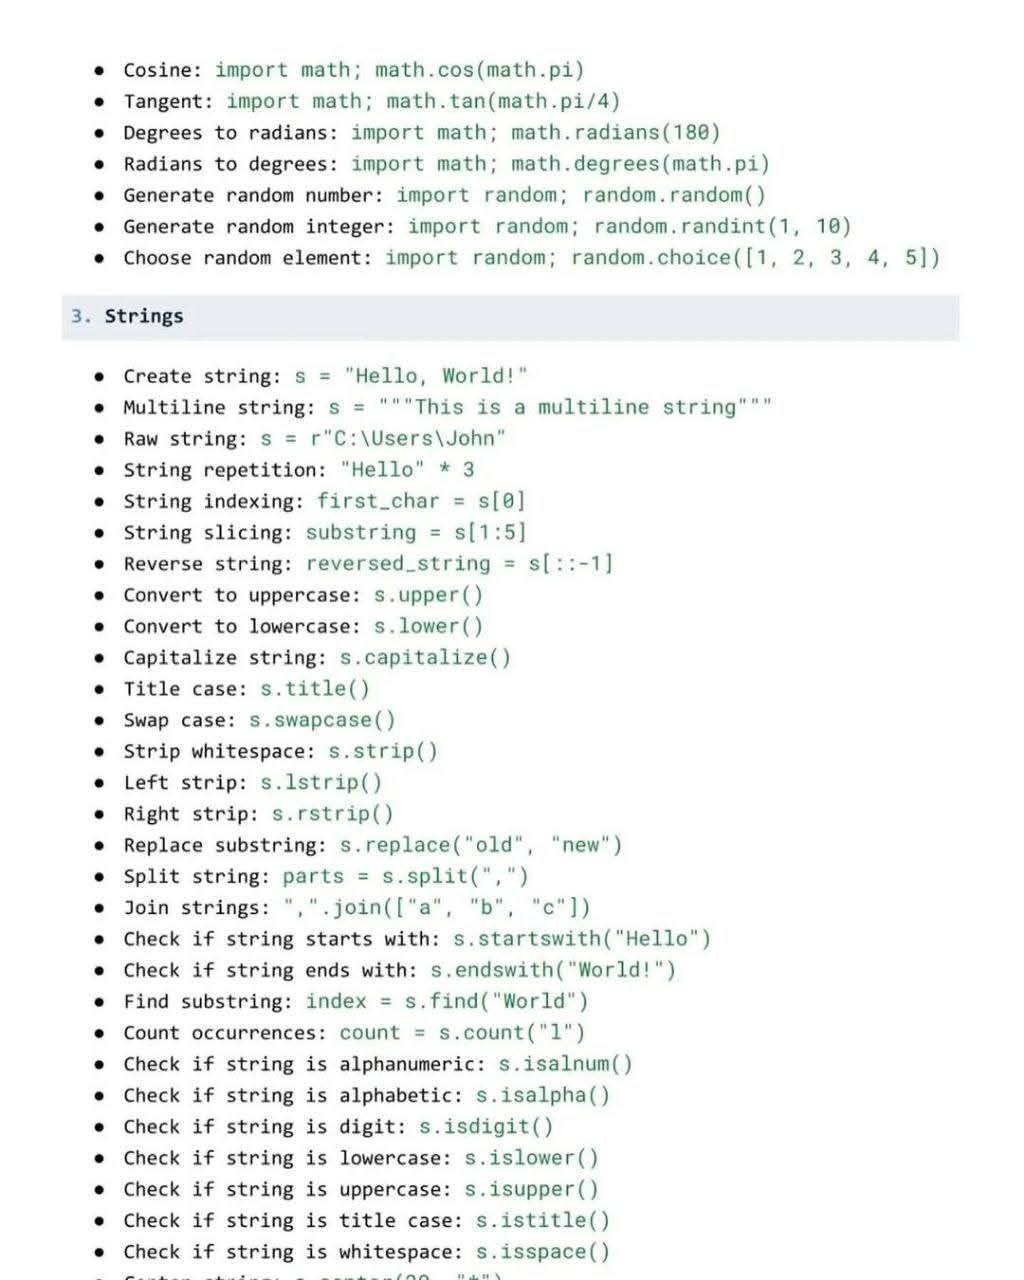 ● Cosine: import math; math.cos(math.pi)
● Tangent: import math; math.tan(math.pi/4)
● Degrees to radians: import math; math.radians(180)
● Radians to degrees: import math; math.degrees(math.pi)
● Generate random number: import random; random.random()
● Generate random integer: import random; random.randint(1, 10)
● Choose random element: import random; random.choice([1, 2, 3, 4, 5])
3. Strings
● Create string: s = "Hello, World!"
● Multiline string: s = """This is a multiline string"""
● Raw string: s = r"C:\Users\John"
● String repetition: "Hello" * 3
● String indexing: first_char = s[0]
● String slicing: substring = s[1:5]
● Reverse string: reversed_string = s[::-1]
● Convert to uppercase: s.upper()
● Convert to lowercase: s.lower()
● Capitalize string: s.capitalize()
● Title case: s.title()
● Swap case: s.swapcase()
● Strip whitespace: s.strip()
● Left strip: s.lstrip()
● Right strip: s.rstrip()
● Replace substring: s.replace("old", "new")
● Split string: parts = s.split(",")
● Join strings: ",".join(["a", "b", "c"])
● Check if string starts with: s.startswith("Hello")
● Check if string ends with: s.endswith("World!")
● Find substring: index = s.find("World")
● Count occurrences: count = s.count("l")
● Check if string is alphanumeric: s.isalnum()
● Check if string is alphabetic: s.isalpha()
● Check if string is digit: s.isdigit()
● Check if string is lowercase: s.islower()
● Check if string is uppercase: s.isupper()
● Check if string is title case: s.istitle()
● Check if string is whitespace: s.isspace()